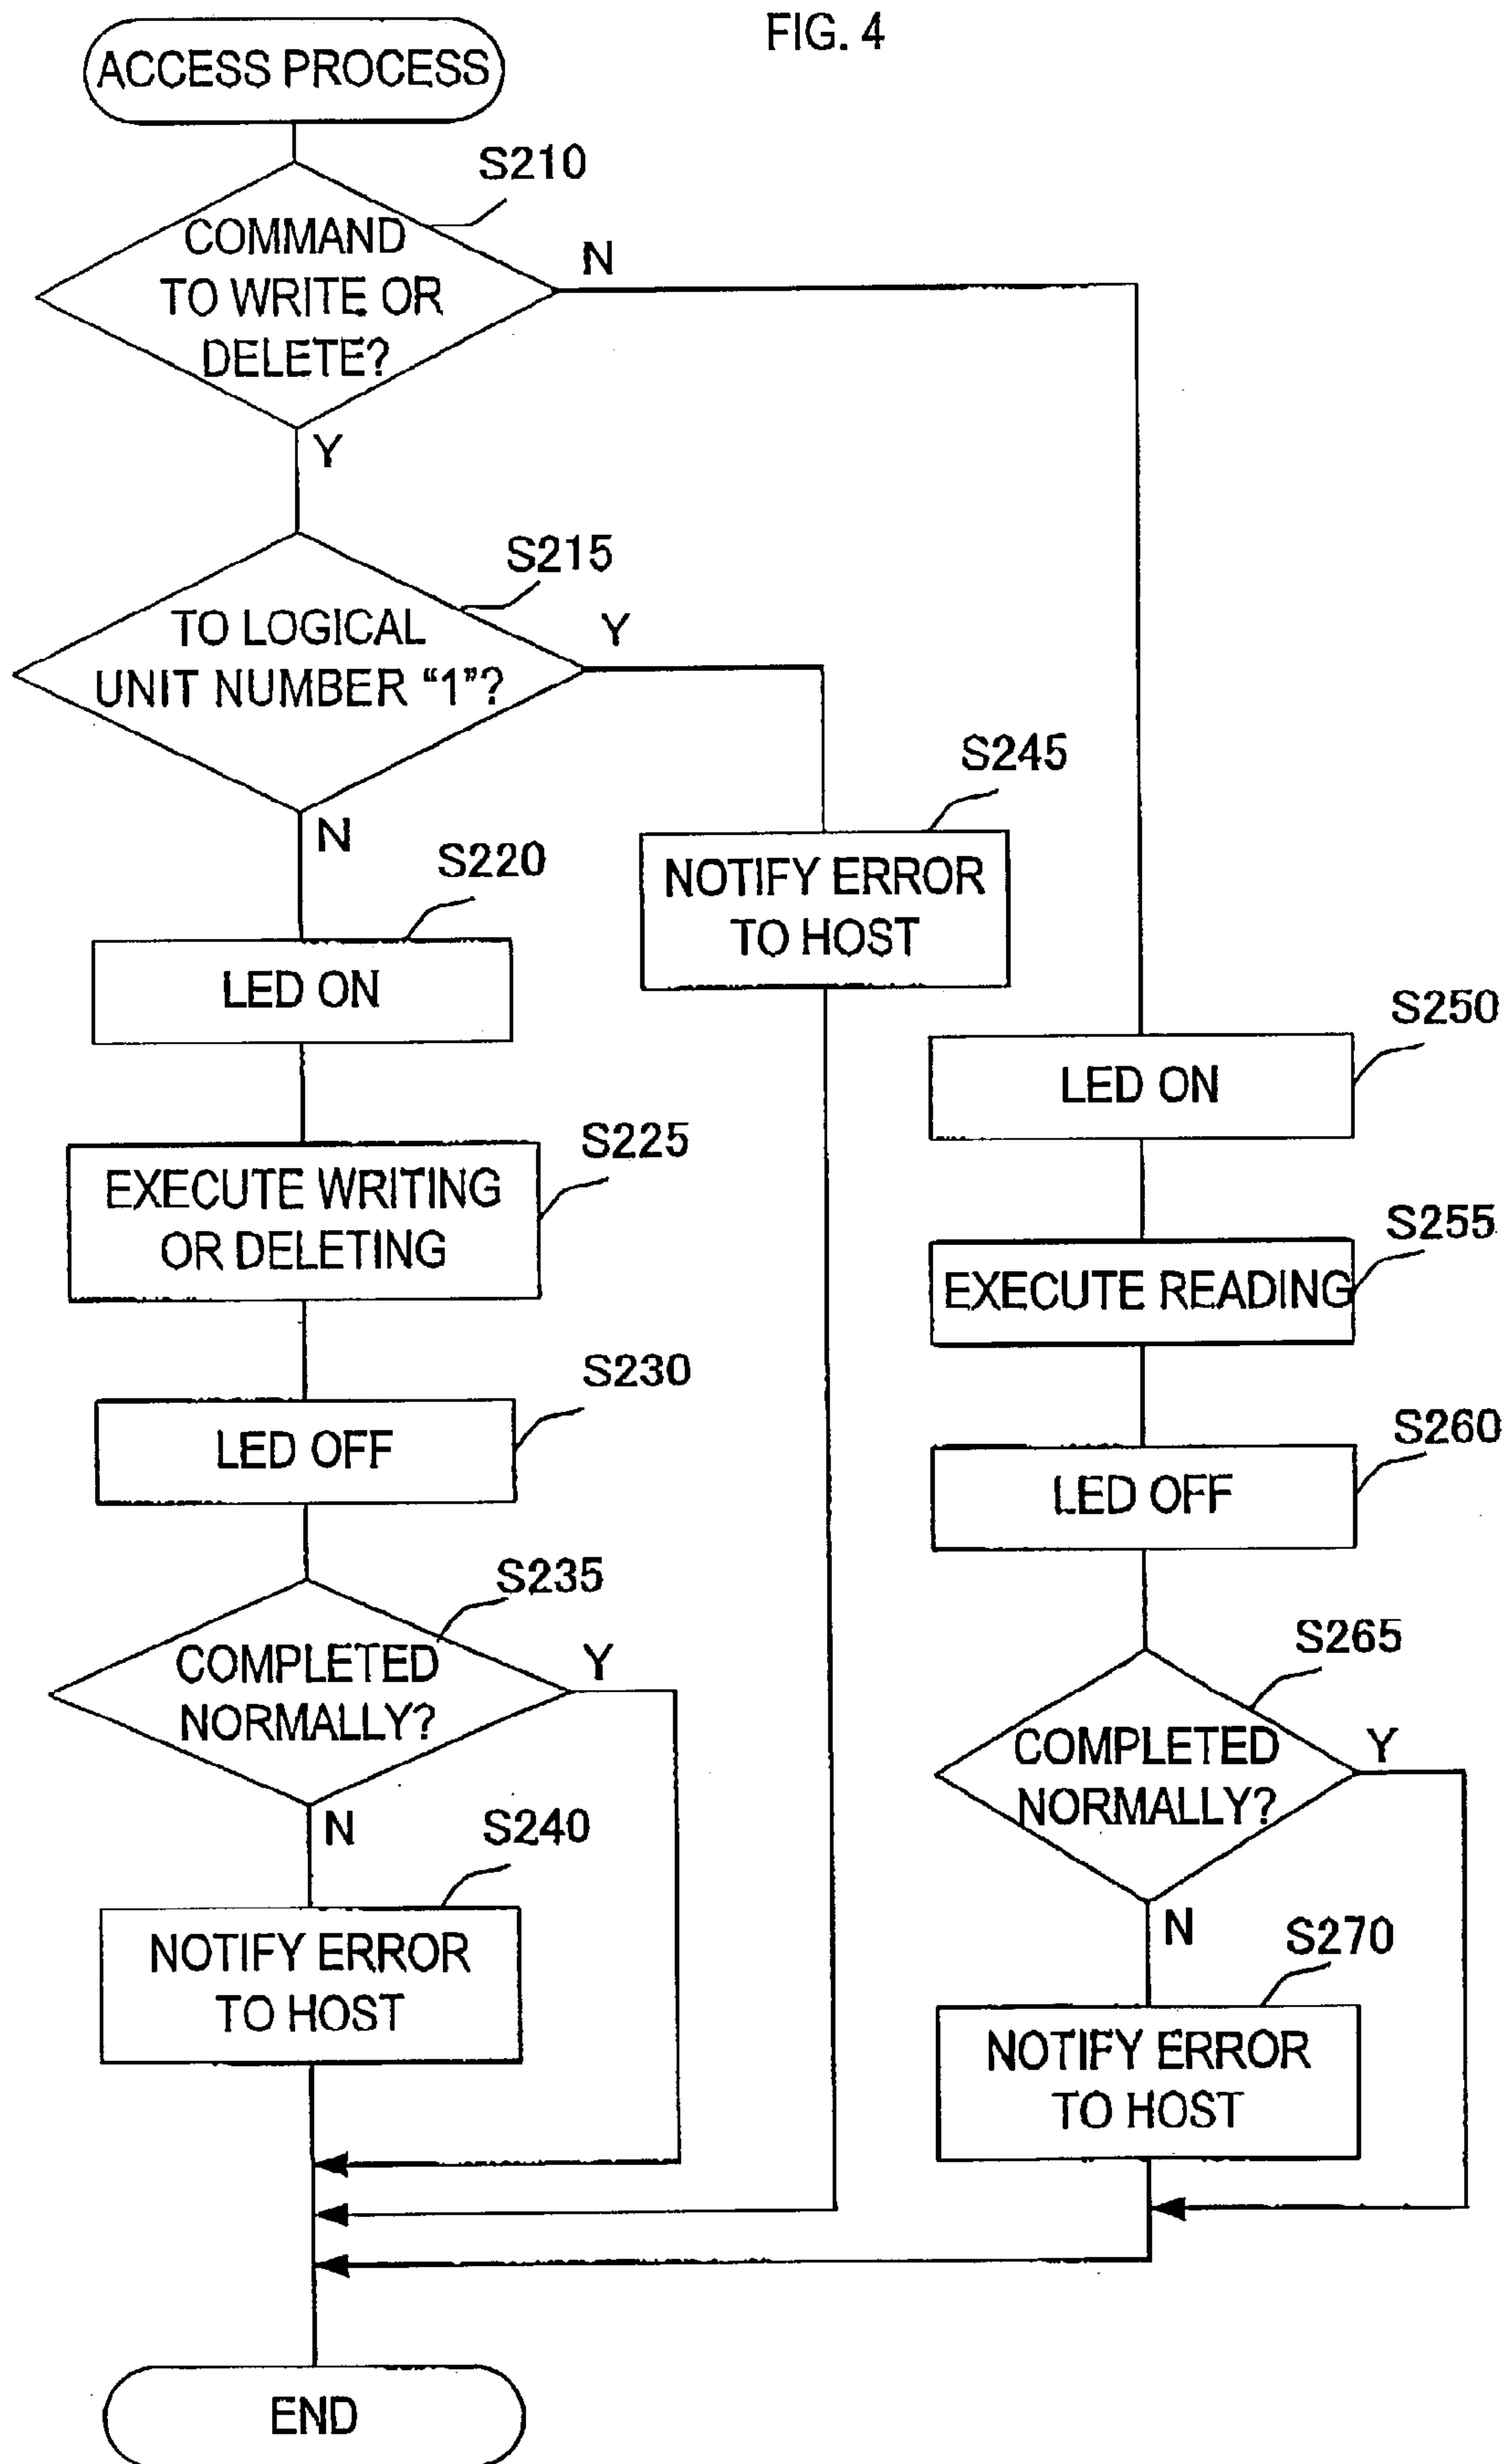 FIG. 4
ACCESS PROCESS
S210
COMMAND
TO WRITE OR
DELETE?
N
Y
S215
TO LOGICAL
UNIT NUMBER “1”?
Y
N
S245
NOTIFY ERROR
TO HOST
S220
LED ON
S225
EXECUTE WRITING
OR DELETING
S230
LED OFF
S235
COMPLETED
NORMALLY?
Y
N
S240
NOTIFY ERROR
TO HOST
S250
LED ON
S255
EXECUTE READING
S260
LED OFF
S265
COMPLETED
NORMALLY?
Y
N
S270
NOTIFY ERROR
TO HOST
END